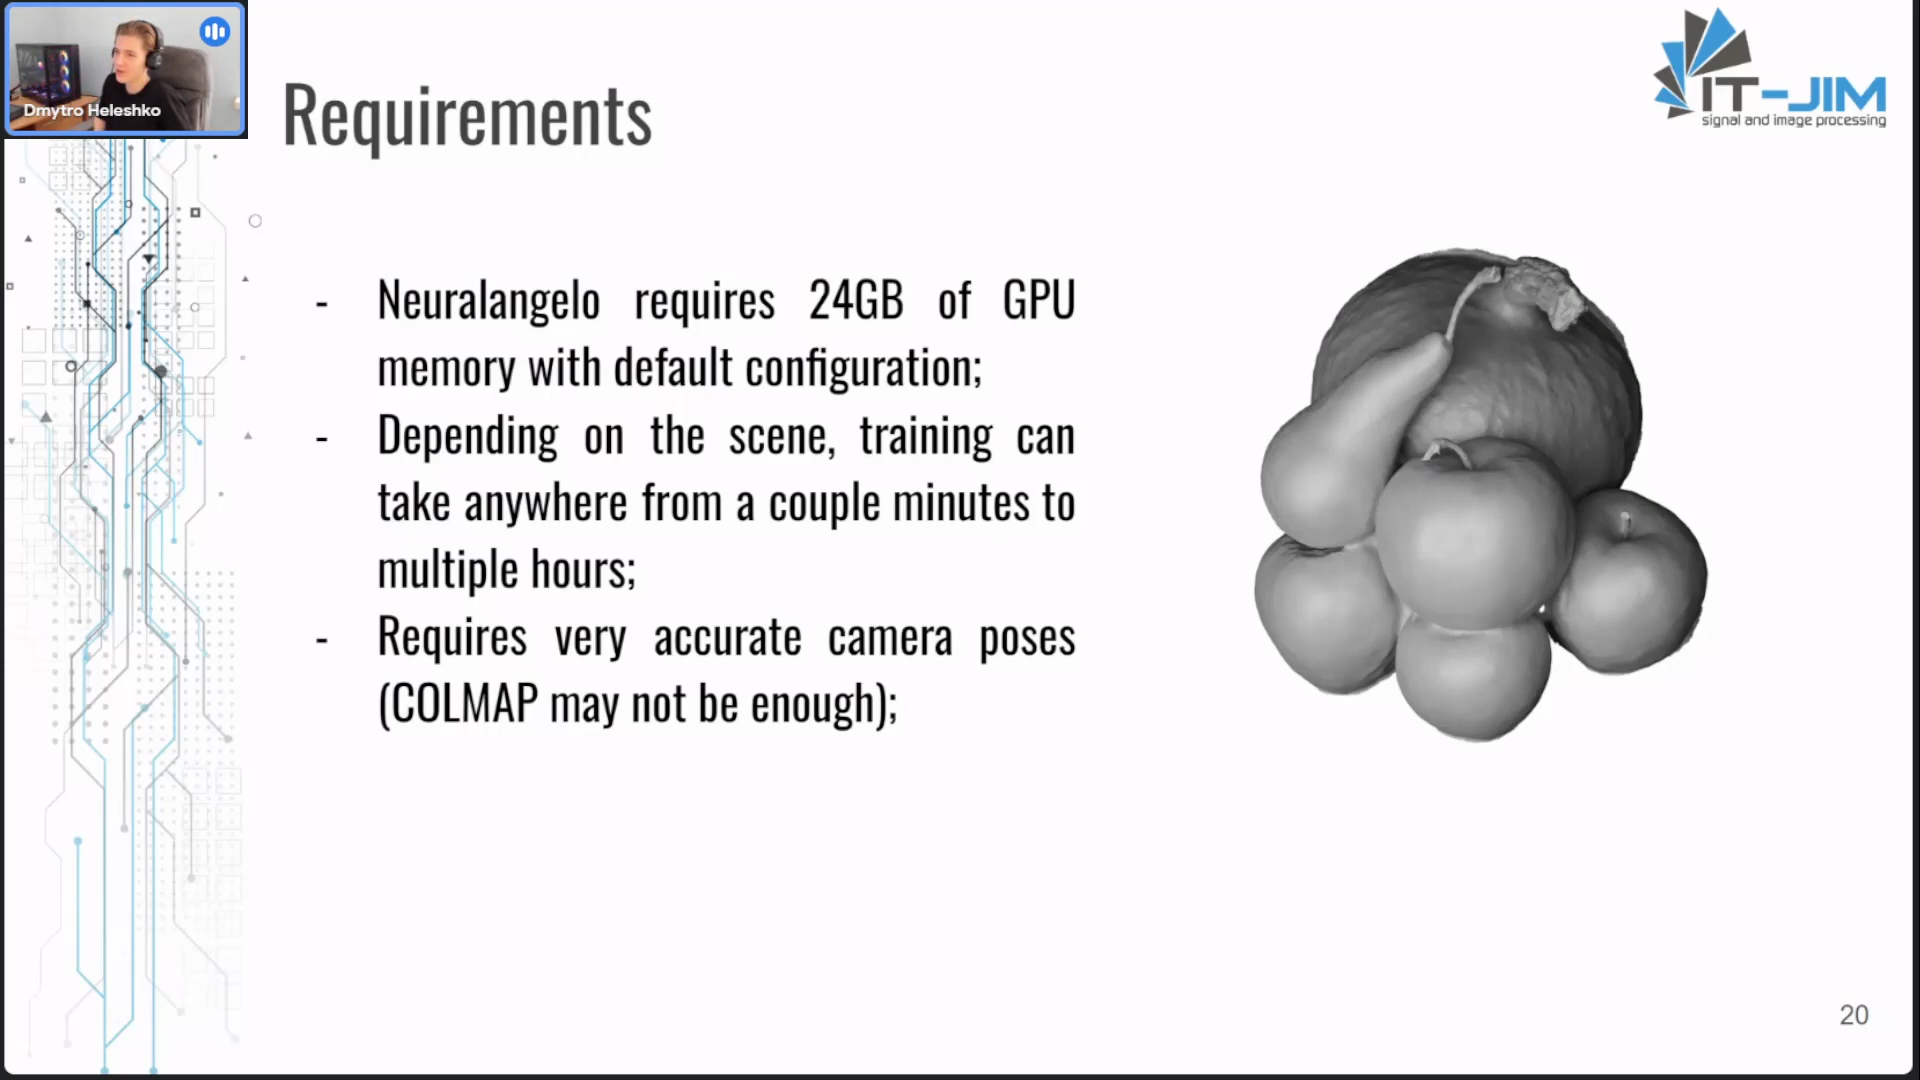 Dmytro Heleshko
IT-JIM
signal and image processing
Requirements
- Neuralangelo requires 24GB of GPU
memory with default configuration;
- Depending on the scene, training can
take anywhere from a couple minutes to
multiple hours;
- Requires very accurate camera poses
(COLMAP may not be enough);
20